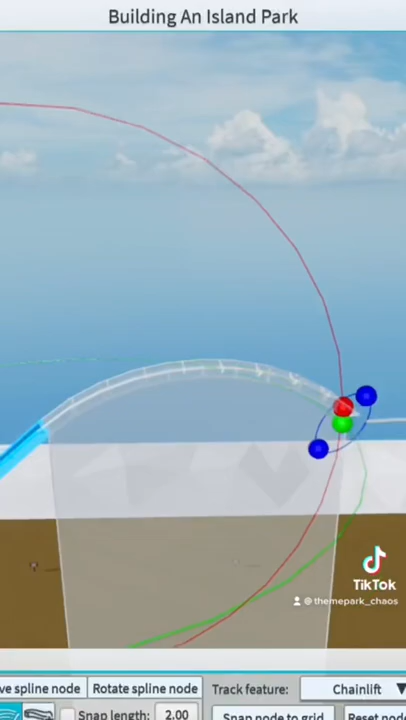 Building An Island Park
TikTok
@themepark_chaos
ve spline node
Rotate spline node
Track feature:
Chainlift
Snap length:
2.00
Snap node to grid
Reset node